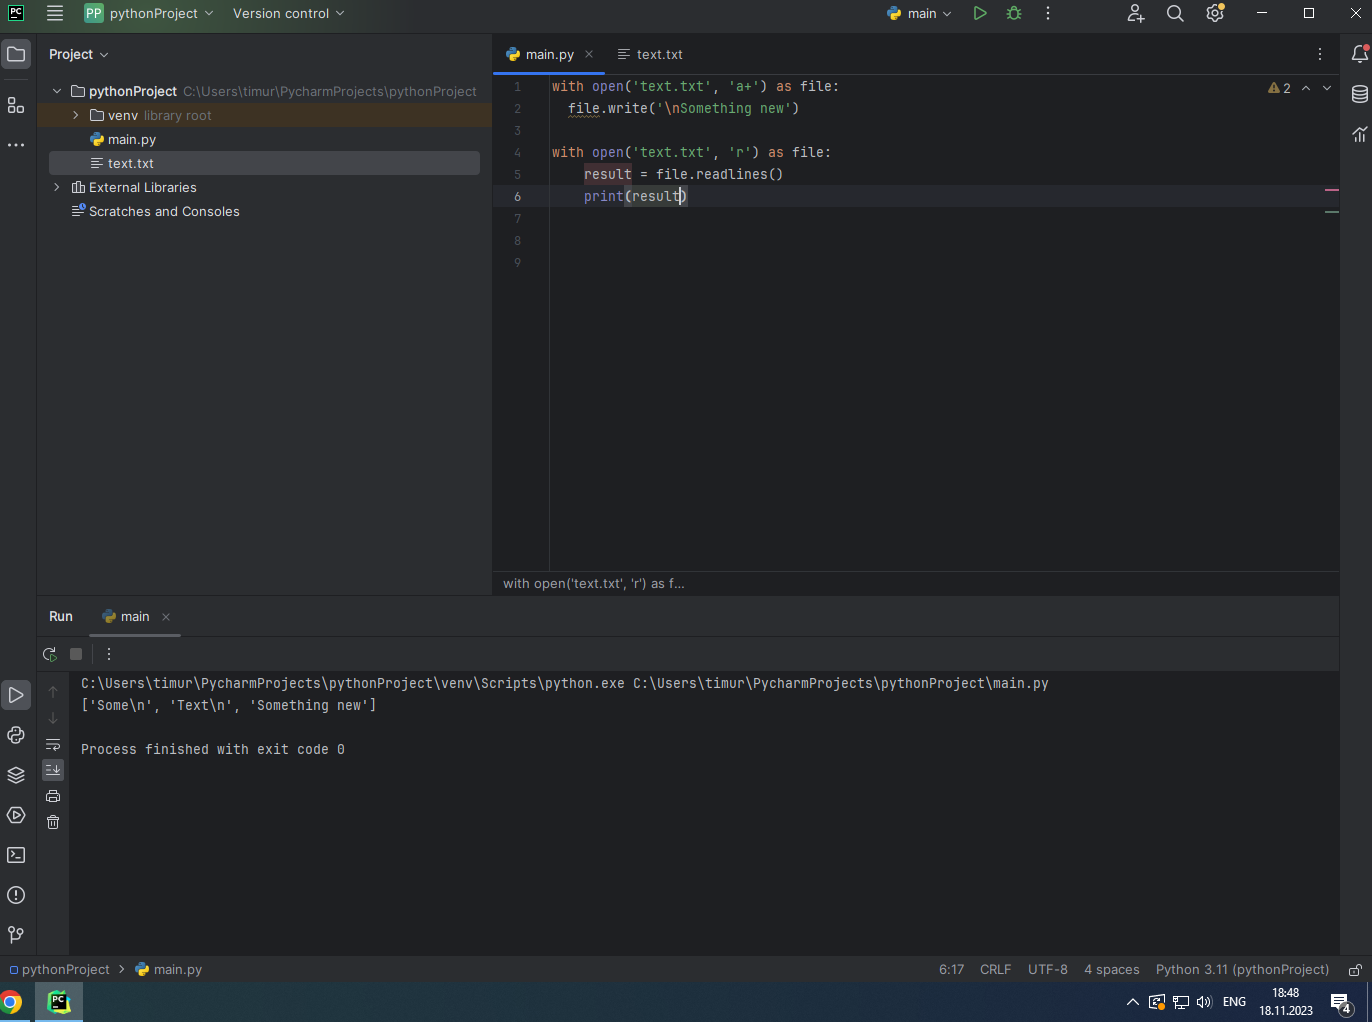 PC
PP pythonProject Version control main
Project
main.py
text.txt
pythonProject C:\Users\timur\PycharmProjects\pythonProject
venv library root
main.py
text.txt
External Libraries
Scratches and Consoles
1 with open('text.txt', 'a+') as file:
2
2 file.write('\nSomething new')
3
4 with open('text.txt', 'r') as file:
5 result = file.readlines()
6 print(result)
7
8
9
with open('text.txt', 'r') as f...
Run main
C:\Users\timur\PycharmProjects\pythonProject\venv\Scripts\python.exe C:\Users\timur\PycharmProjects\pythonProject\main.py
['Some\n', 'Text\n', 'Something new']
Process finished with exit code 0
pythonProject main.py 6:17 CRLF UTF-8 4 spaces Python 3.11 (pythonProject)
PC
ENG
18:48
18.11.2023
4